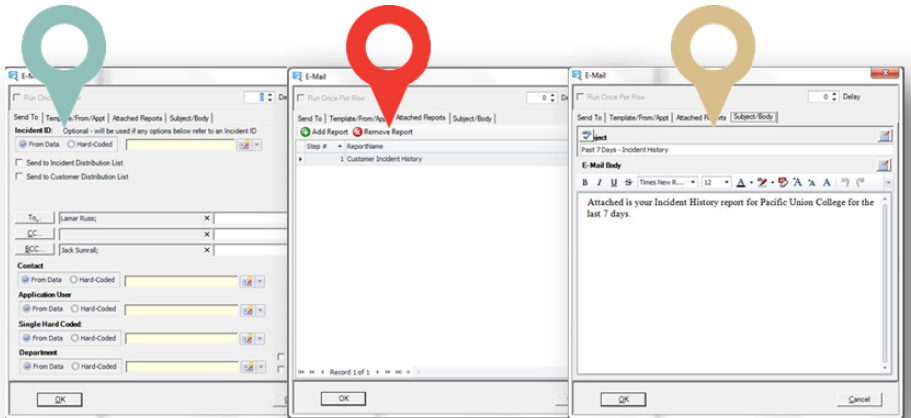 E-M
Run Once Row
0
De
Send To
Template/From/Appt
Attached Reports
Subject/Body
Incident ID:
Optional - will be used if any options below refer to an Incident ID
From Data
Hard-Coded
Send to Incident Distribution List
Send to Customer Distribution List
To...
Lamar Russ;
CC...
BCC...
Jack Sumrall;
Contact
From Data
Hard-Coded
Application User
From Data
Hard-Coded
Single Hard Coded:
From Data
Hard-Coded
Department
From Data
Hard-Coded
OK
E-Mail
Run Once Per Row
0
De
Send To
Template/From/Appt
Attached Reports
Subject/Body
Add Report
Remove Report
Step #
ReportName
1 Customer Incident History
Record 1 of 1
OK
E-Mail
Run Once Per Row
0
Delay
Send To
Template/From/Appt
Attached Reports
Subject/Body
ject
Past 7 Days - Incident History
E-Mail Body
B I U
Times New R...
12
Attached is your Incident History report for Pacific Union College for the
last 7 days.
OK
Cancel